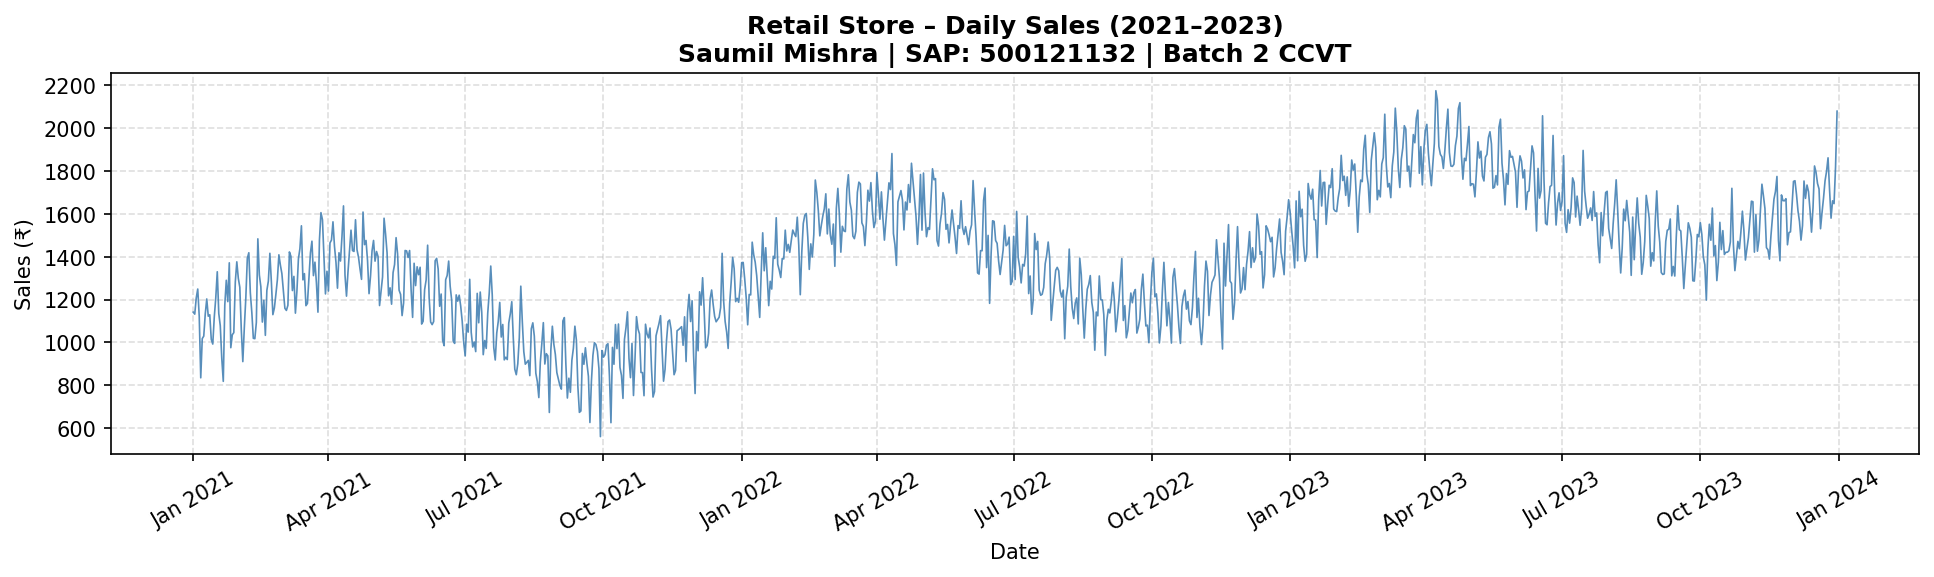 Retail Store – Daily Sales (2021–2023)
Saumil Mishra | SAP: 500121132 | Batch 2 CCVT
Sales (₹)
2200
2000
1800
1600
1400
1200
1000
800
600
Jan 2021
Apr 2021
Jul 2021
Oct 2021
Jan 2022
Apr 2022
Jul 2022
Oct 2022
Jan 2023
Apr 2023
Jul 2023
Oct 2023
Jan 2024
Date